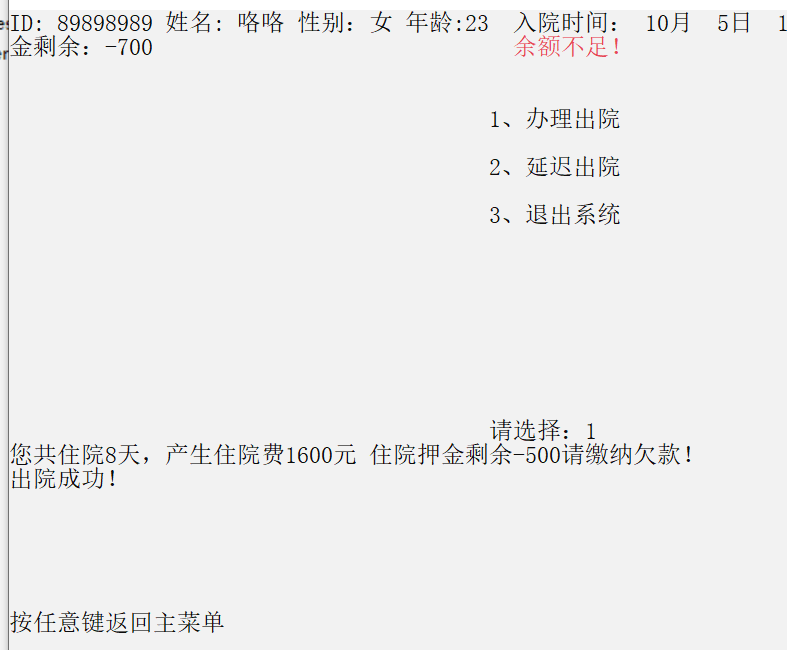 ID: 89898989 姓名: 咯咯 性别: 女 年龄:23 入院时间: 10月 5日 1
金剩余: -700 余额不足!
1、办理出院
2、延迟出院
3、退出系统
请选择: 1
您共住院8天，产生住院费1600元 住院押金剩余-500请缴纳欠款!
出院成功!
按任意键返回主菜单